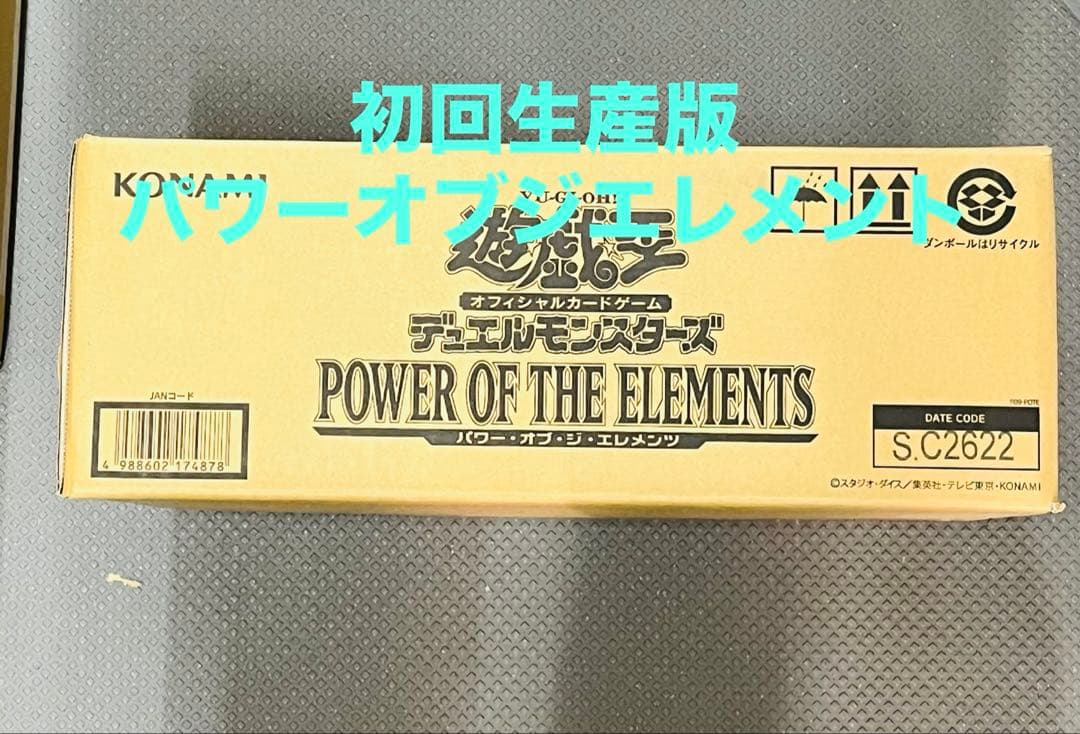 初回生産版
パワーオブジエレメント
KONAMI
YU-GI-OH!
遊戯王
オフィシャルカードゲーム
デュエルモンスターズ
POWER OF THE ELEMENTS
パワー・オブ・ジ・エレメンツ
ダンボールはリサイクル
JANコード
4 988602 174878
DATE CODE
S.C2622
©スタジオ・ダイス/集英社・テレビ東京・KONAMI